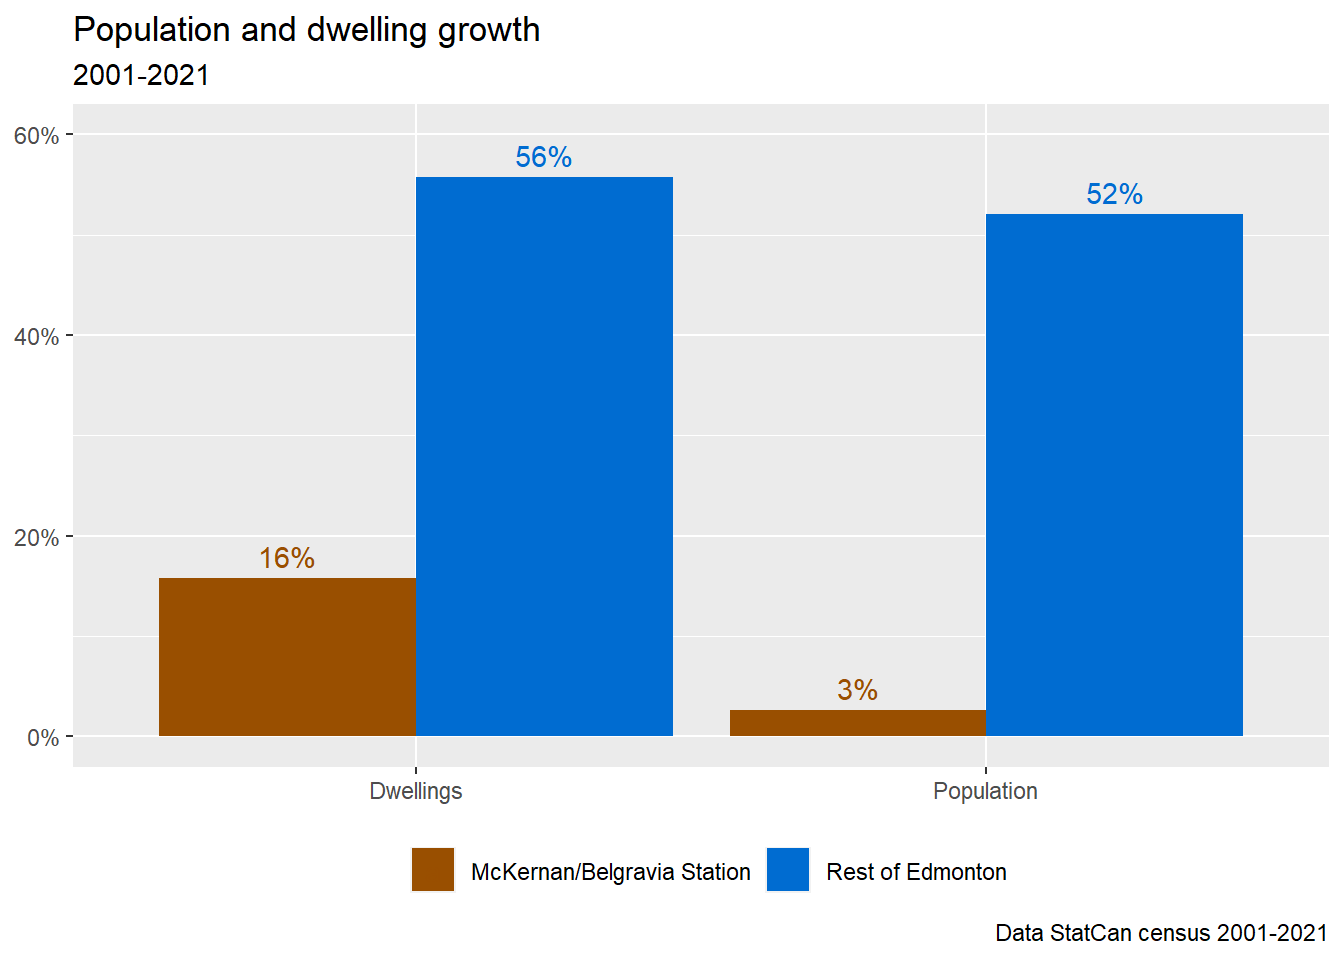 Population and dwelling growth
2001-2021
60%
40%
20%
0%
56%
52%
16%
3%
Dwellings Population
McKernan/Belgravia Station Rest of Edmonton
Data StatCan census 2001-2021